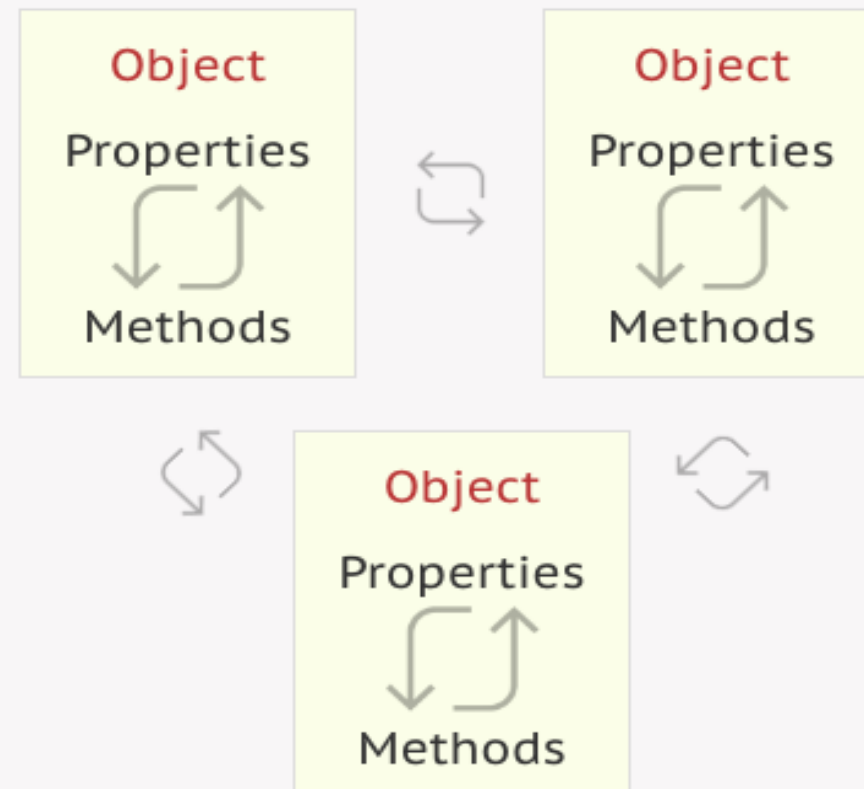 Object
Properties
Methods
Object
Properties
Methods
Object
Properties
Methods